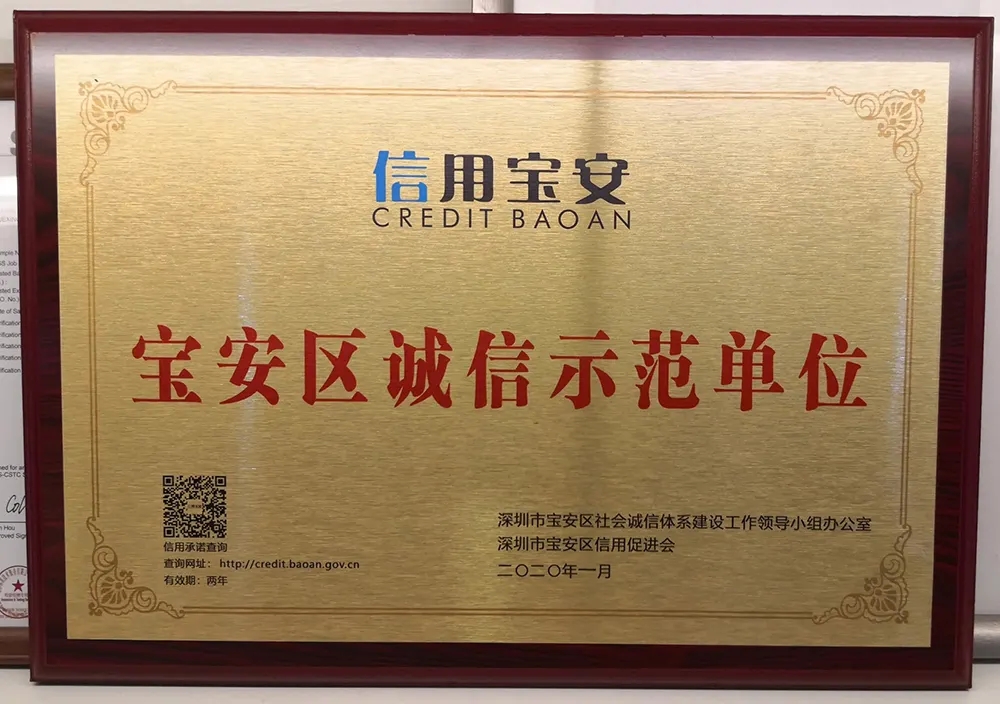 信用宝安
CREDIT BAOAN
宝安区诚信示范单位
信用承诺查询
查询网址： http://credit.baoan.gov.cn
有效期：两年
深圳市宝安区社会诚信体系建设工作领导小组办公室
深圳市宝安区信用促进会
二〇二〇年一月